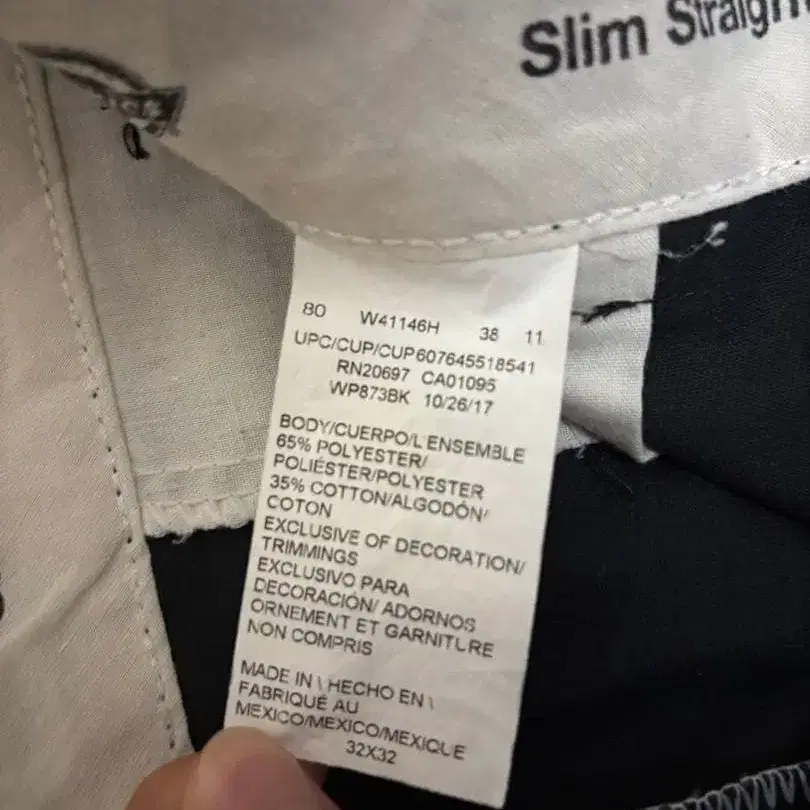 Slim Straight
80 W41146H 38 11
UPC/CUP/CUP607645518541
RN20697 CA01095
WP873BK 10/26/17
BODY/CUERPO/L ENSEMBLE
65% POLYESTER/
POLIÉSTER/POLYESTER
35% COTTON/ALGODÓN/
COTON
EXCLUSIVE OF DECORATION/
TRIMMINGS
EXCLUSIVO PARA
DECORACIÓN/ ADORNOS
ORNEMENT ET GARNITURE
NON COMPRIS
MADE IN \ HECHO EN \
FABRIQUÉ AU
MEXICO/MEXICO/MEXIQUE
32X32